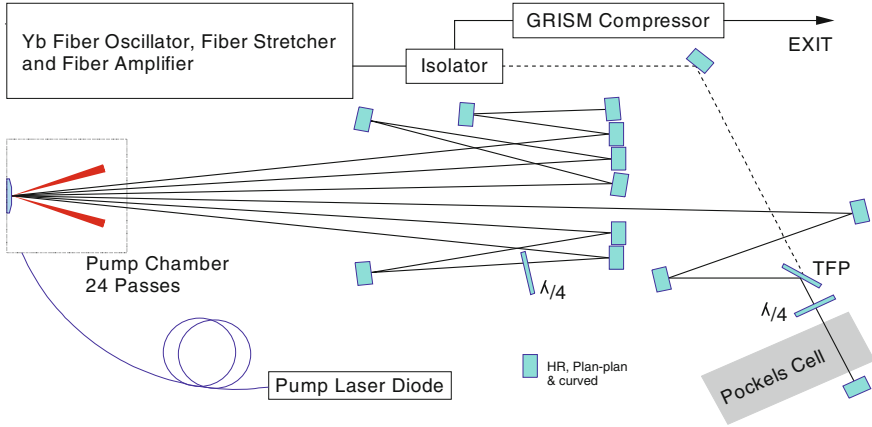 Yb Fiber Oscillator, Fiber Stretcher
and Fiber Amplifier
Isolator
GRISM Compressor
EXIT
Pump Chamber
24 Passes
λ/4
TFP
λ/4
Pockels Cell
HR, Plan-plan
& curved
Pump Laser Diode